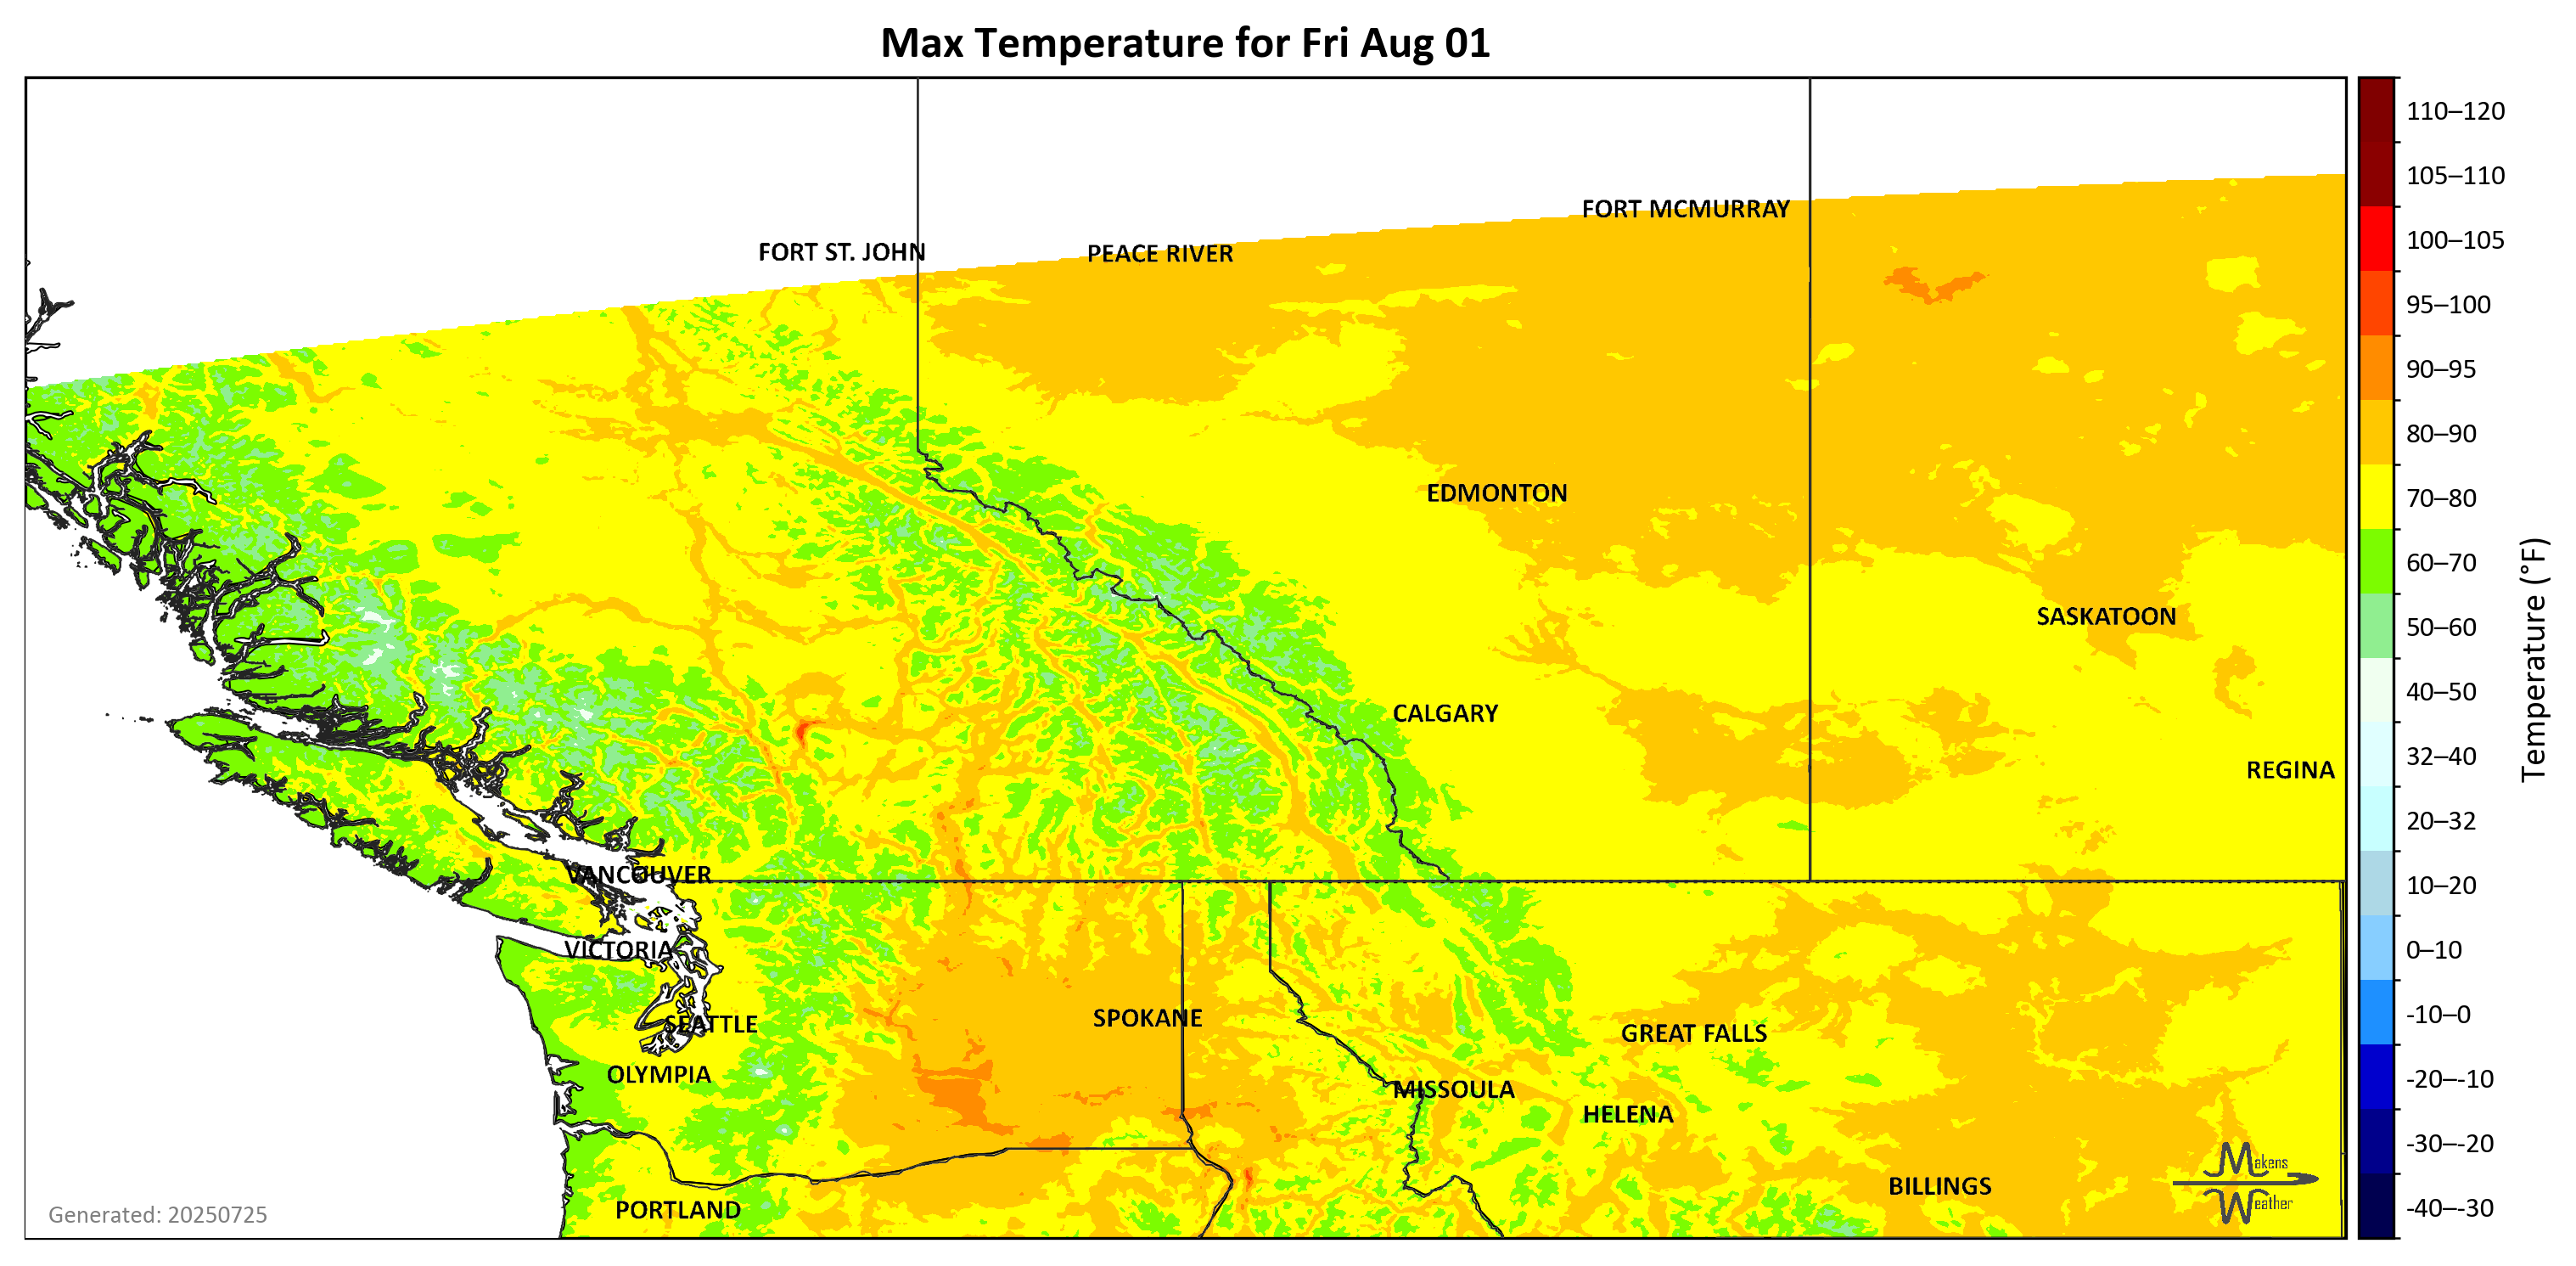 Max Temperature for Fri Aug 01
110–120
105–110
FORT MCMURRAY
100–105
FORT ST. JOHN
PEACE RIVER
95–100
90–95
80–90
EDMONTON
70–80
60–70
SASKATOON
50–60
Temperature (°F)
40–50
CALGARY
32–40
REGINA
20–32
VANCOUVER
10–20
VICTORIA
0–10
SEATTLE
SPOKANE
-10–0
GREAT FALLS
OLYMPIA
MISSOULA
-20–-10
HELENA
-30–-20
Makens
Weather
BILLINGS
PORTLAND
-40–-30
Generated: 20250725